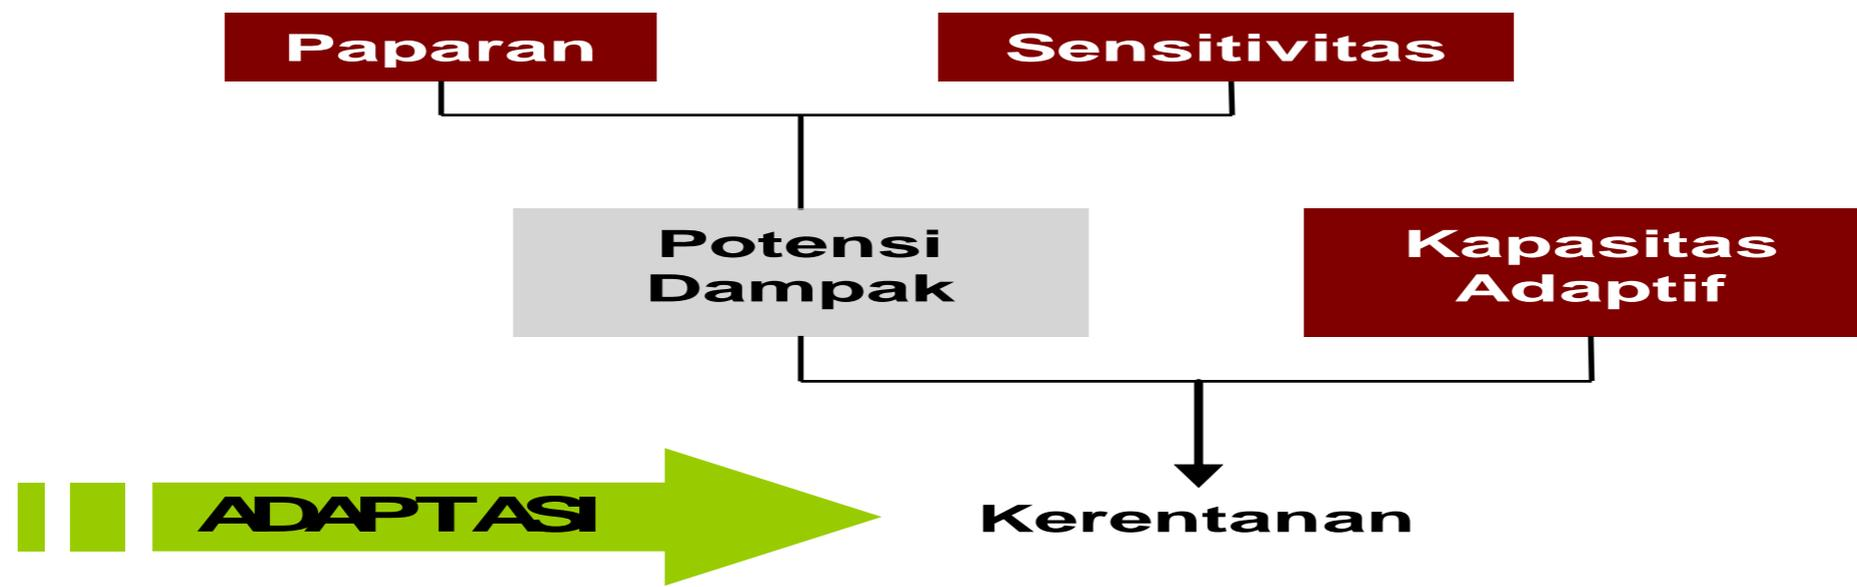 Paparan
Sensitivitas
Potensi
Dampak
Kapasitas
Adaptif
ADAPTASI
Kerentanan